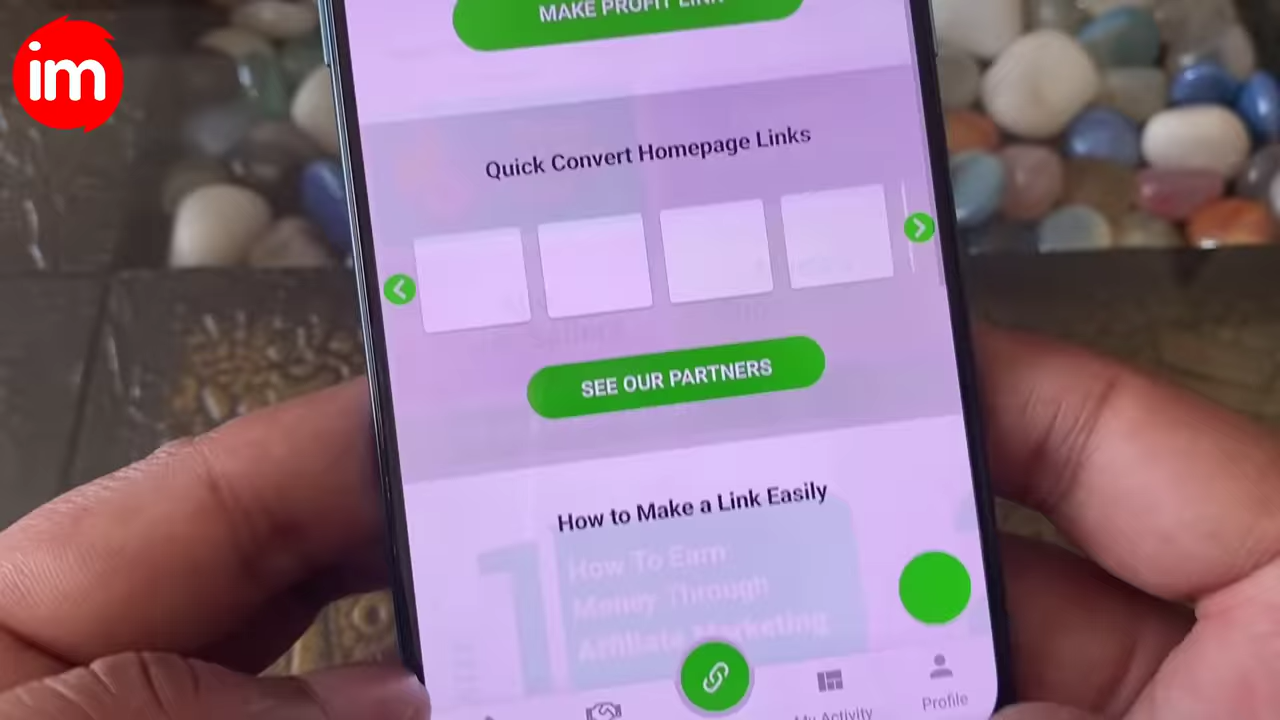 im
MAKE PROFIT LINK
Quick Convert Homepage Links
SEE OUR PARTNERS
How to Make a Link Easily
1
How To Earn
Money Through
Affiliate Marketing
My Activity
Profile